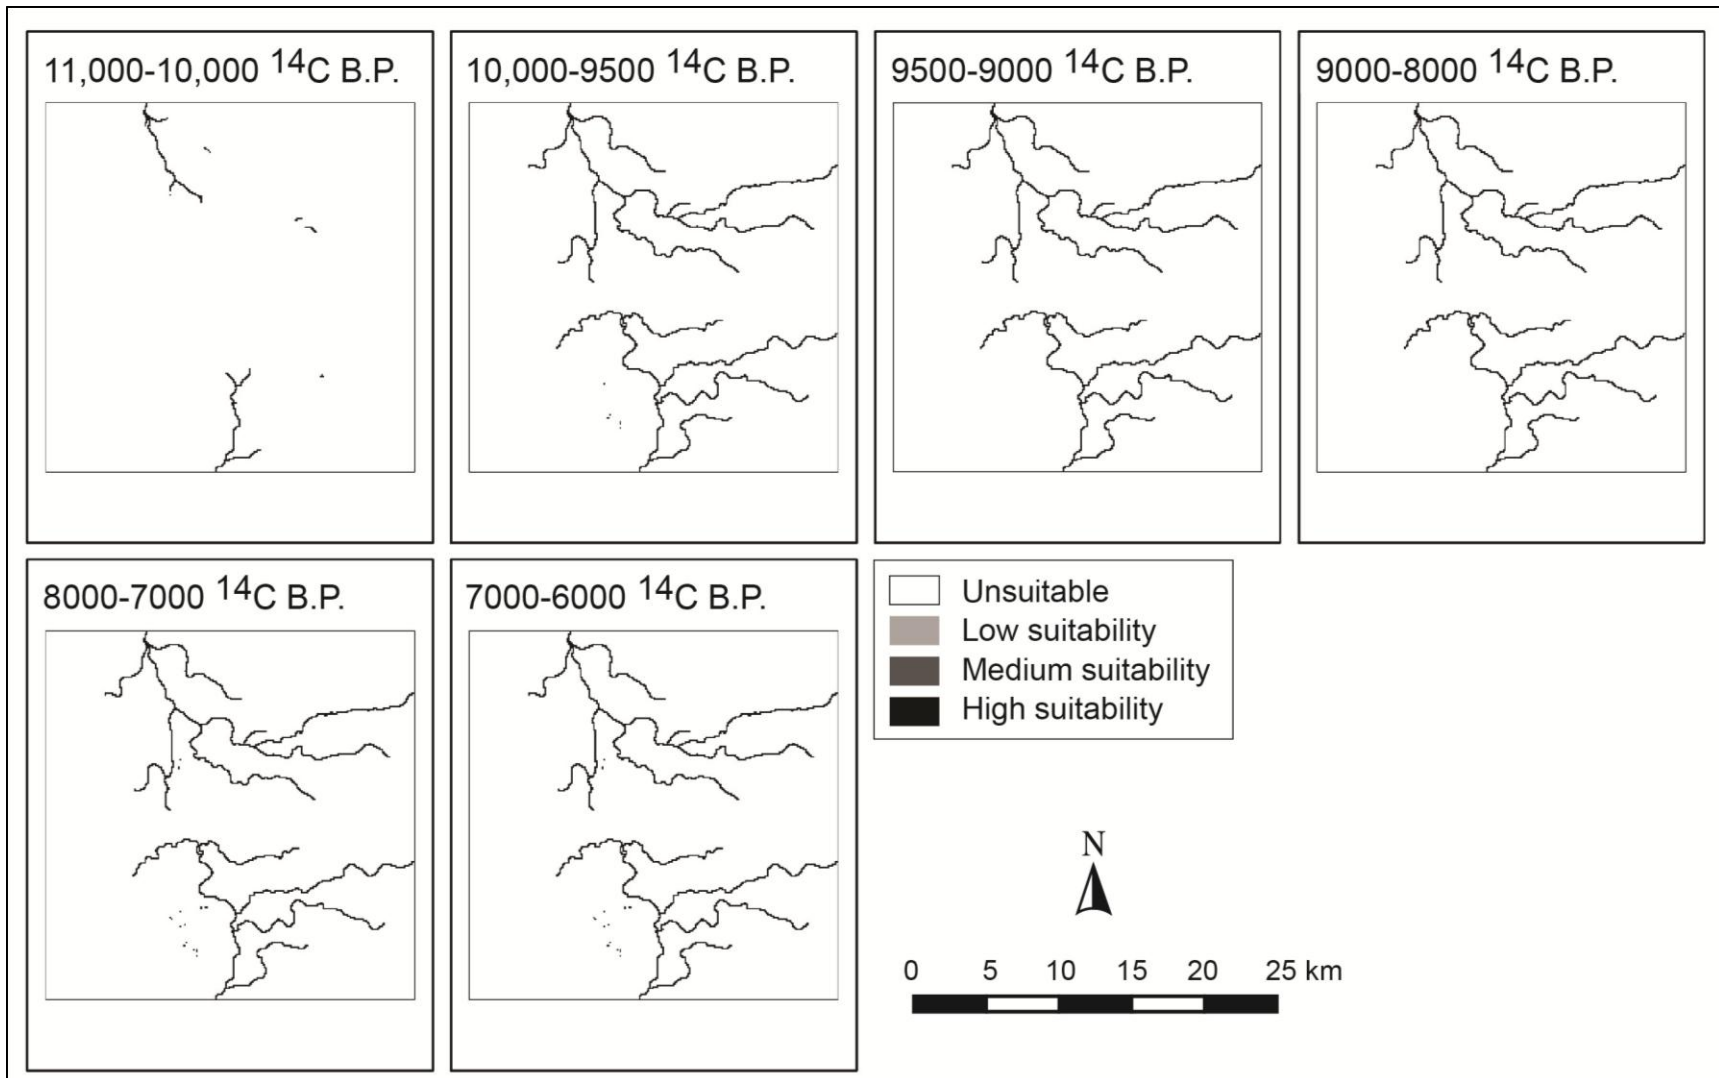 11,000-10,000 ¹⁴C B.P.
10,000-9500 ¹⁴C B.P.
9500-9000 ¹⁴C B.P.
9000-8000 ¹⁴C B.P.
8000-7000 ¹⁴C B.P.
7000-6000 ¹⁴C B.P.
Unsuitable
Low suitability
Medium suitability
High suitability
N
0 5 10 15 20 25 km